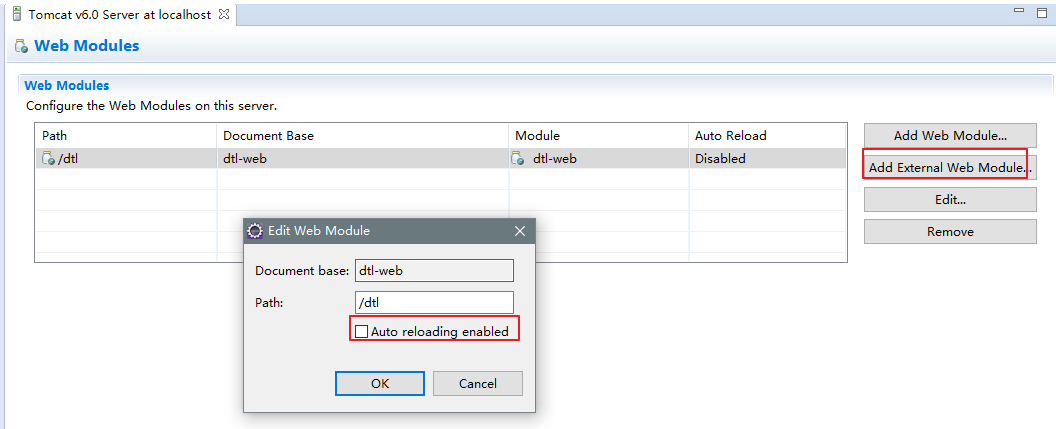 Tomcat v6.0 Server at localhost
Web Modules
Web Modules
Configure the Web Modules on this server.
Path Document Base Module Auto Reload
/dtl dtl-web dtl-web Disabled
Add Web Module...
Add External Web Module...
Edit...
Remove
Edit Web Module
Document base: dtl-web
Path: /dtl
Auto reloading enabled
OK Cancel